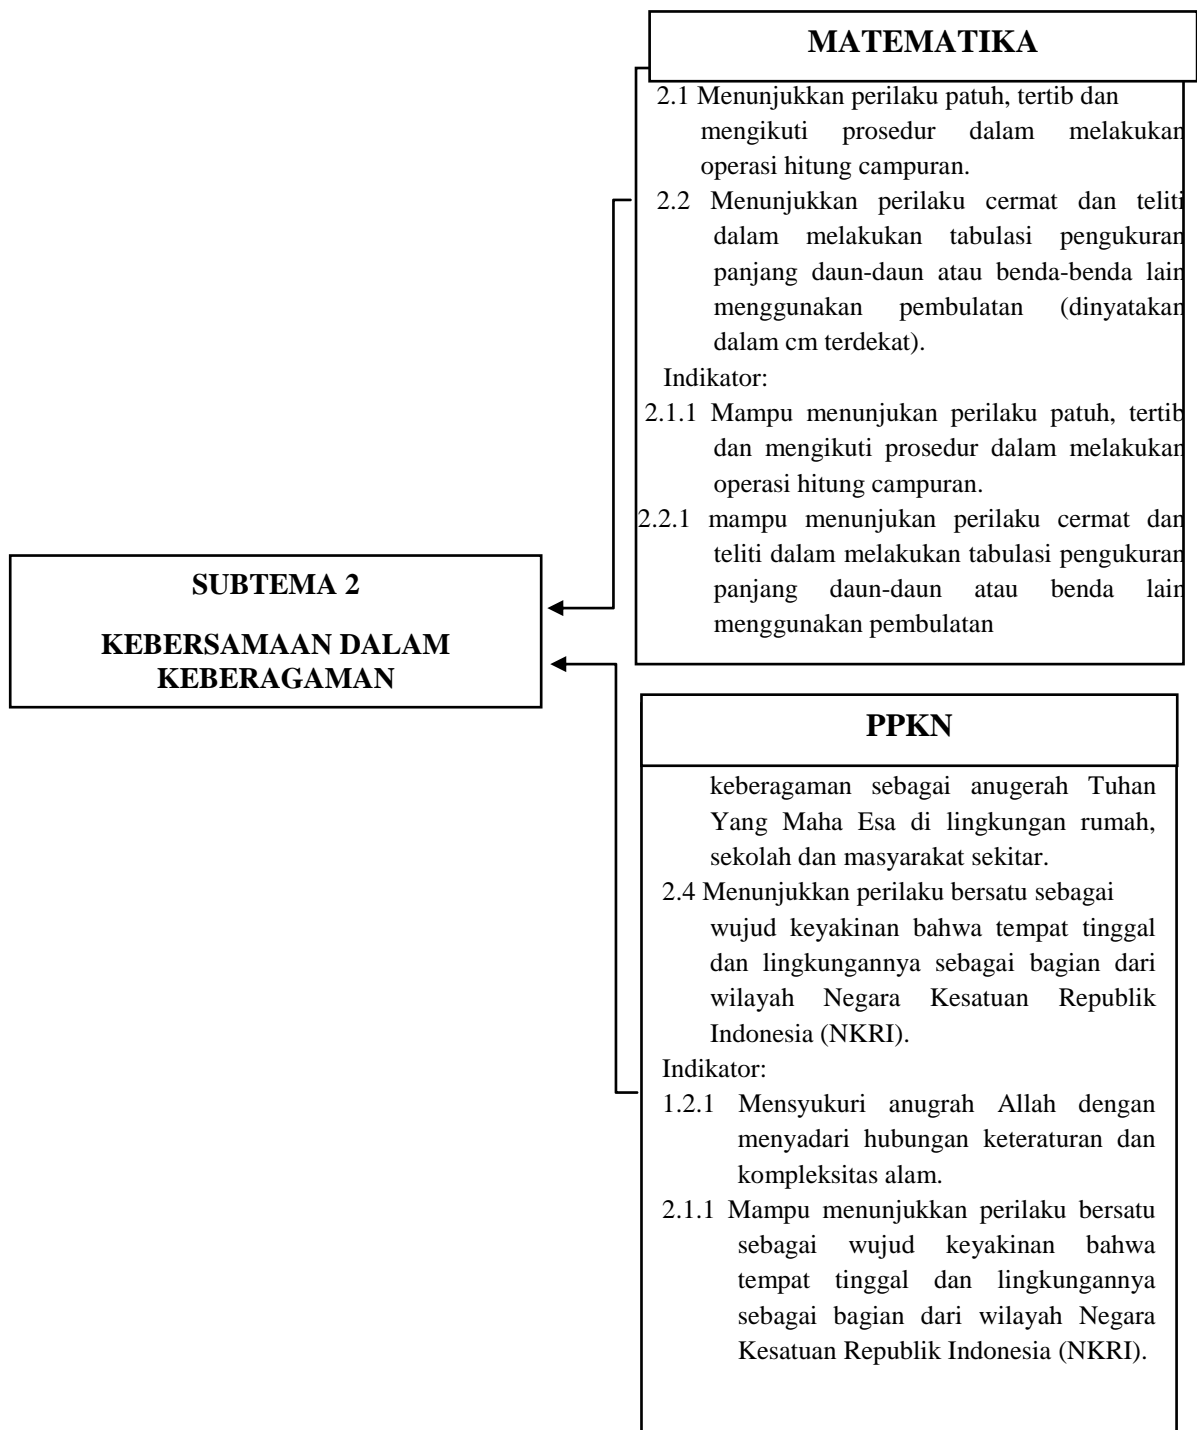 MATEMATIKA
2.1 Menunjukkan perilaku patuh, tertib dan
mengikuti prosedur dalam melakukan
operasi hitung campuran.
2.2 Menunjukkan perilaku cermat dan teliti
dalam melakukan tabulasi pengukuran
panjang daun-daun atau benda-benda lain
menggunakan pembulatan (dinyatakan
dalam cm terdekat).
Indikator:
2.1.1 Mampu menunjukan perilaku patuh, tertib
dan mengikuti prosedur dalam melakukan
operasi hitung campuran.
2.2.1 mampu menunjukan perilaku cermat dan
teliti dalam melakukan tabulasi pengukuran
panjang daun-daun atau benda lain
menggunakan pembulatan
SUBTEMA 2
KEBERSAMAAN DALAM
KEBERAGAMAN
PPKN
keberagaman sebagai anugerah Tuhan
Yang Maha Esa di lingkungan rumah,
sekolah dan masyarakat sekitar.
2.4 Menunjukkan perilaku bersatu sebagai
wujud keyakinan bahwa tempat tinggal
dan lingkungannya sebagai bagian dari
wilayah Negara Kesatuan Republik
Indonesia (NKRI).
Indikator:
1.2.1 Mensyukuri anugrah Allah dengan
menyadari hubungan keteraturan dan
kompleksitas alam.
2.1.1 Mampu menunjukkan perilaku bersatu
sebagai wujud keyakinan bahwa
tempat tinggal dan lingkungannya
sebagai bagian dari wilayah Negara
Kesatuan Republik Indonesia (NKRI).